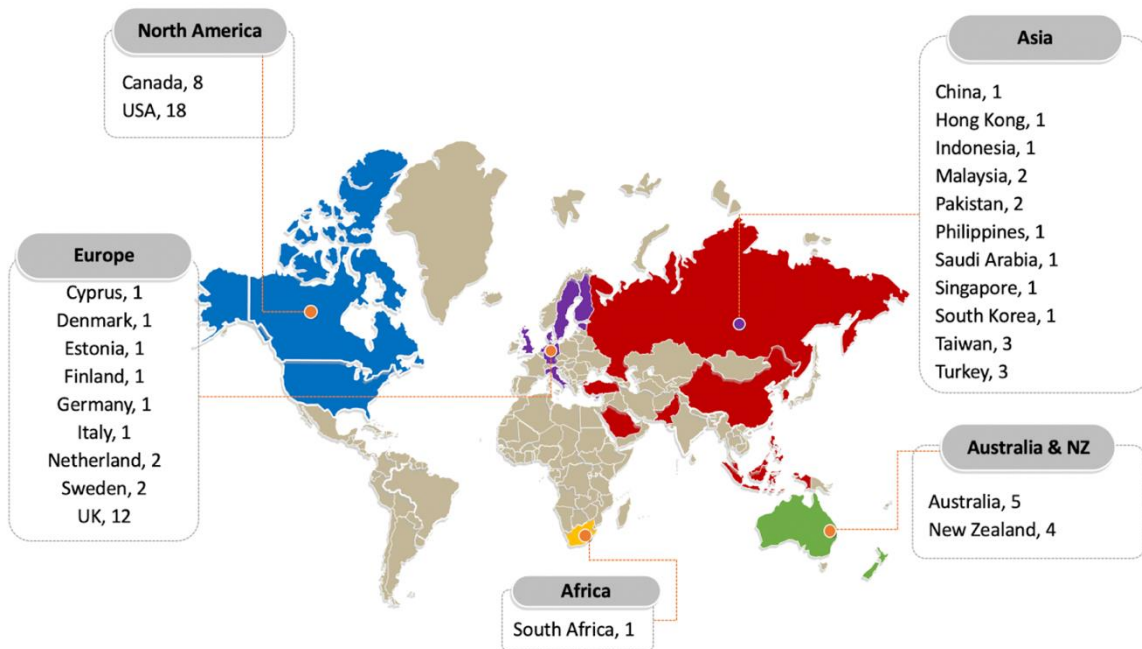 North America
Canada, 8
USA, 18
Asia
China, 1
Hong Kong, 1
Indonesia, 1
Malaysia, 2
Pakistan, 2
Philippines, 1
Saudi Arabia, 1
Singapore, 1
South Korea, 1
Taiwan, 3
Turkey, 3
Europe
Cyprus, 1
Denmark, 1
Estonia, 1
Finland, 1
Germany, 1
Italy, 1
Netherland, 2
Sweden, 2
UK, 12
Australia & NZ
Australia, 5
New Zealand, 4
Africa
South Africa, 1